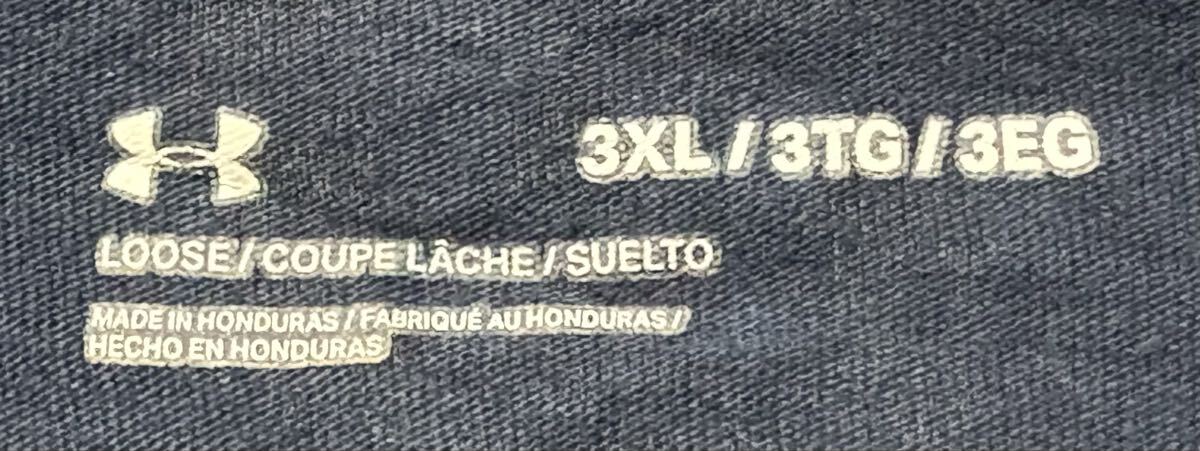 3XL / 3TG / 3EG
LOOSE / COUPE LÂCHE / SUELTO
MADE IN HONDURAS / FABRIQUÉ AU HONDURAS /
HECHO EN HONDURAS